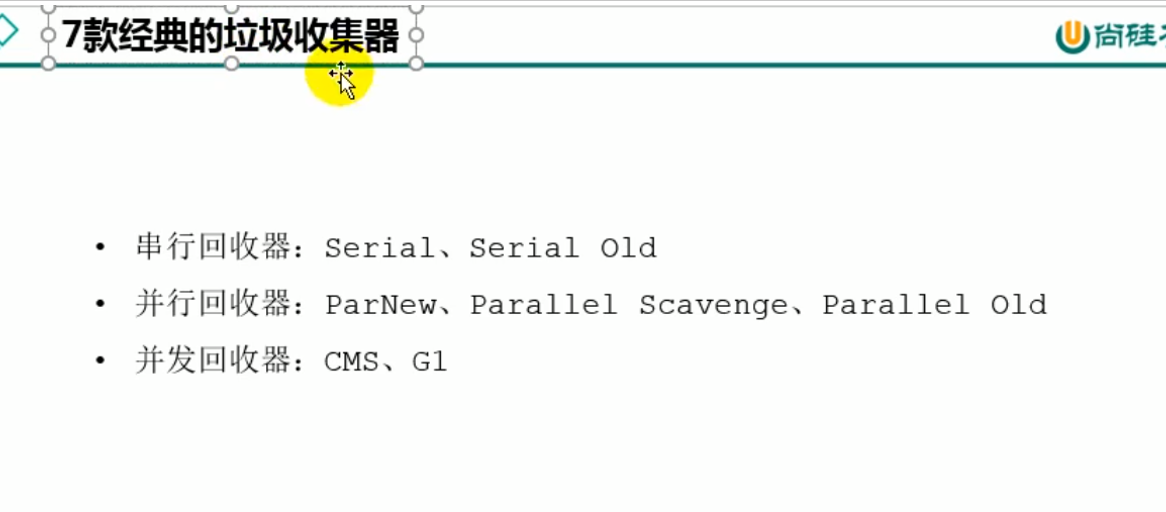 7款经典的垃圾收集器
尚硅
• 串行回收器：Serial、Serial Old
• 并行回收器：ParNew、Parallel Scavenge、Parallel Old
• 并发回收器：CMS、G1